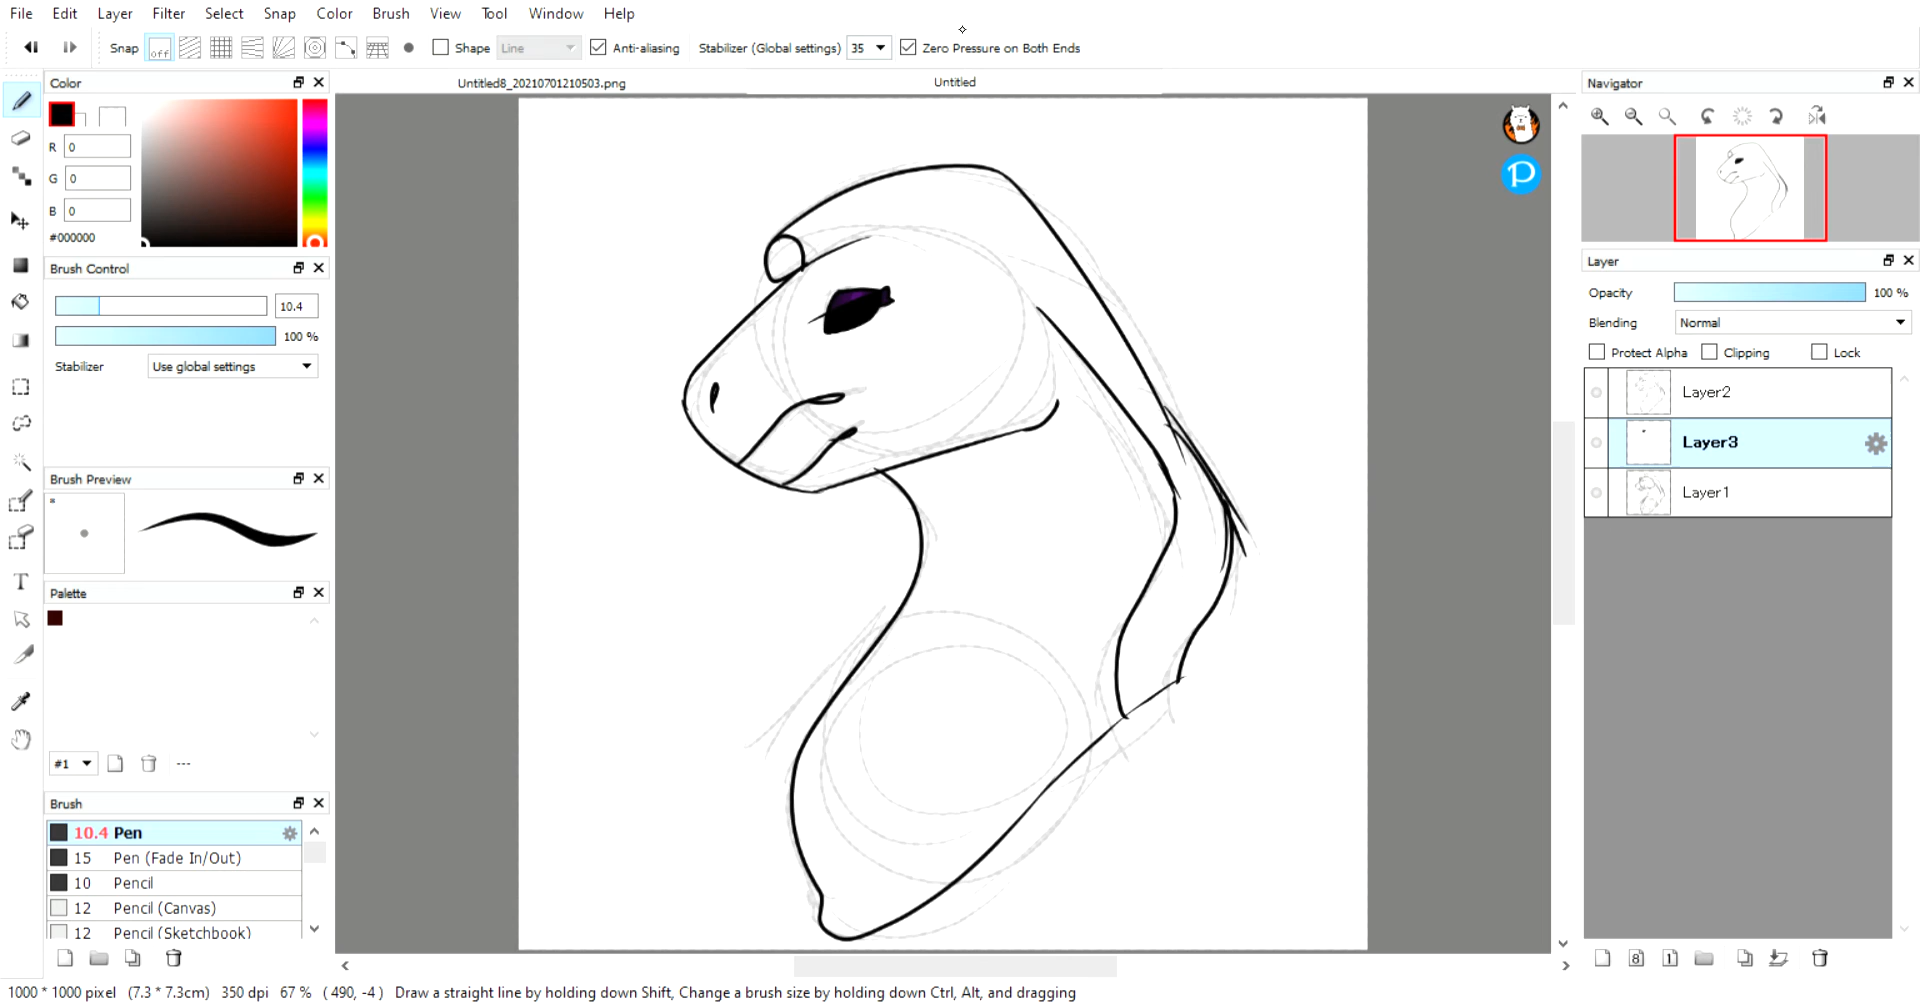 File Edit Layer Filter Select Snap Color Brush View Tool Window Help
Snap off Shape Line Anti-aliasing Stabilizer (Global settings) 35 Zero Pressure on Both Ends
Color
R 0
G 0
B 0
#000000
Brush Control
10.4
100 %
Stabilizer Use global settings
Brush Preview
Palette
#1 ---
Brush
10.4 Pen
15 Pen (Fade In/Out)
10 Pencil
12 Pencil (Canvas)
12 Pencil (Sketchbook)
Untitled8_20210701210503.png Untitled
P
T
Navigator
Layer
Opacity 100 %
Blending Normal
Protect Alpha Clipping Lock
Layer2
Layer3
Layer1
8 1
1000 * 1000 pixel (7.3 * 7.3cm) 350 dpi 67 % ( 490, -4 ) Draw a straight line by holding down Shift, Change a brush size by holding down Ctrl, Alt, and dragging